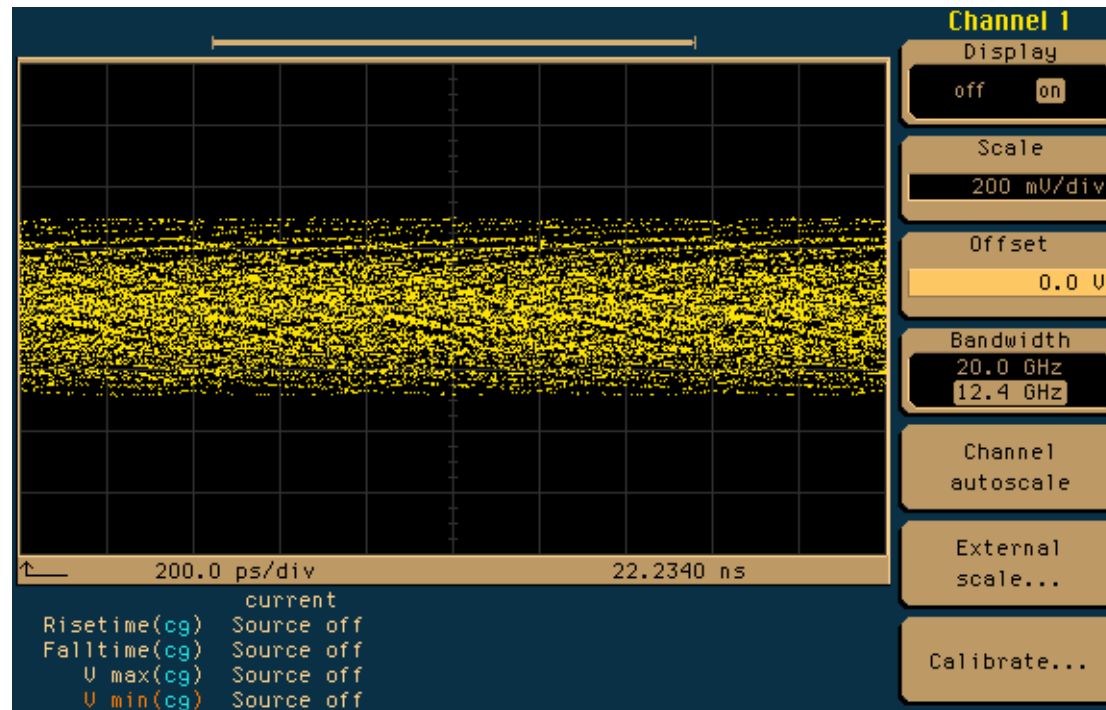 Channel 1
Display
off on
Scale
200 mV/div
Offset
0.0 V
Bandwidth
20.0 GHz
12.4 GHz
Channel
autoscale
External
scale...
Calibrate...
200.0 ps/div 22.2340 ns
current
Risetime(cg) Source off
Falltime(cg) Source off
V max(cg) Source off
V min(cg) Source off